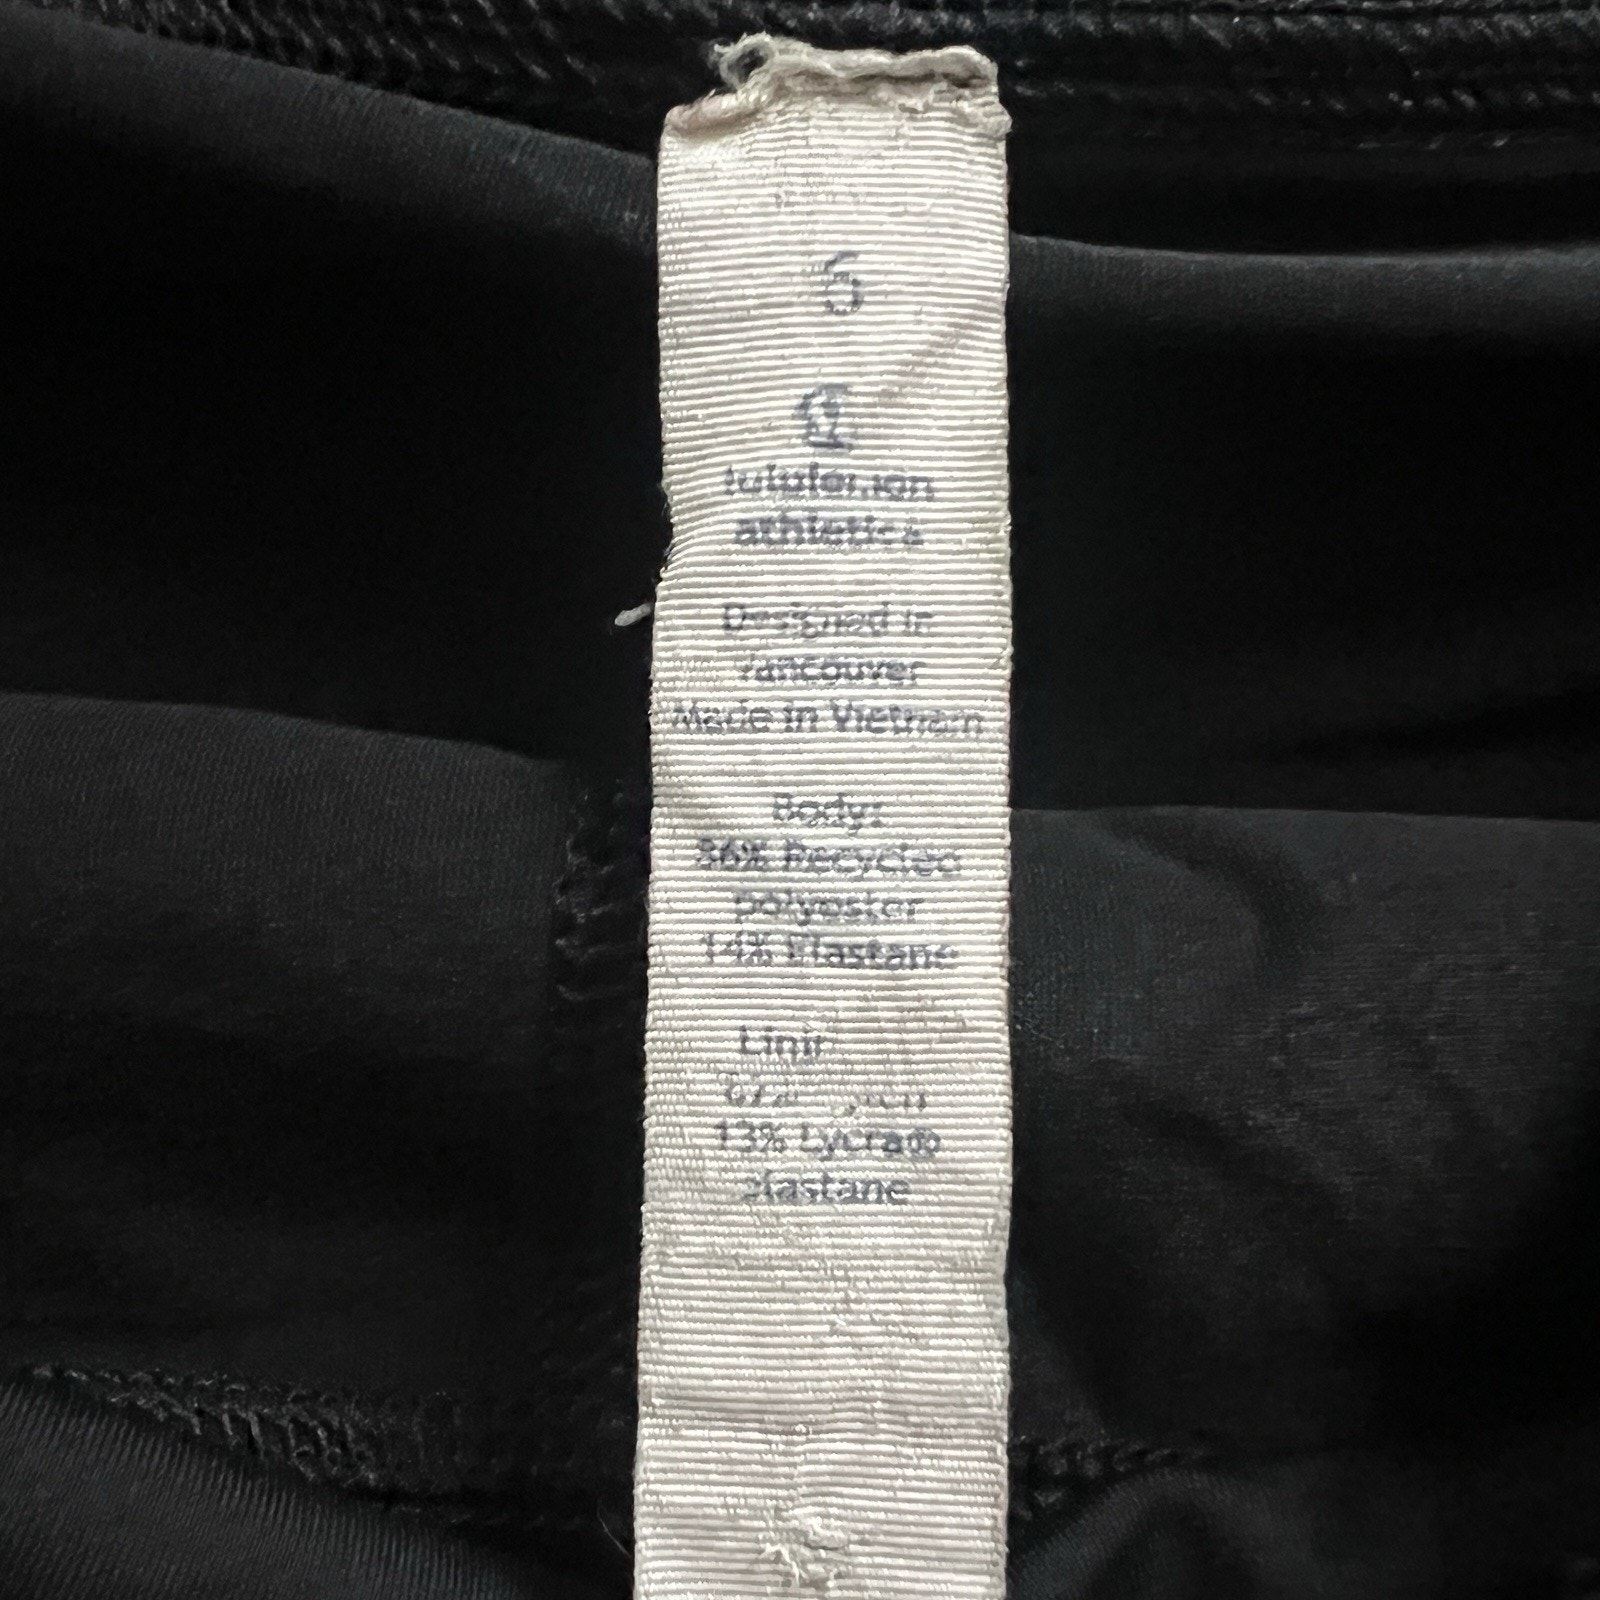 6
lululemon
athletica
Designed in
Vancouver
Made in Vietnam
Body:
86% Recycled
polyester
14% Elastane
13% Lycra®
elastane